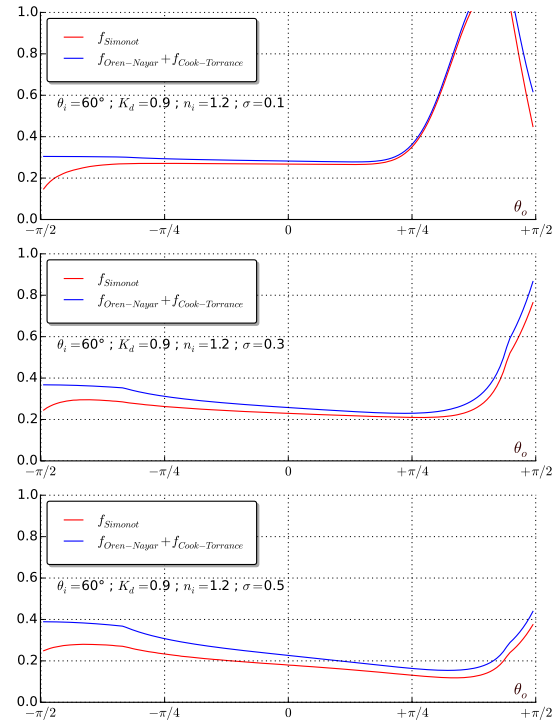 1.0
f_Simonot
0.8
f_Oren−Nayar + f_Cook−Torrance
0.6
θ_i=60° ; K_d=0.9 ; n_i=1.2 ; σ=0.1
0.4
0.2
θ_o
0.0
−π/2 −π/4 0 +π/4 +π/2
1.0
f_Simonot
0.8
f_Oren−Nayar + f_Cook−Torrance
0.6
θ_i=60° ; K_d=0.9 ; n_i=1.2 ; σ=0.3
0.4
0.2
θ_o
0.0
−π/2 −π/4 0 +π/4 +π/2
1.0
f_Simonot
0.8
f_Oren−Nayar + f_Cook−Torrance
0.6
θ_i=60° ; K_d=0.9 ; n_i=1.2 ; σ=0.5
0.4
0.2
θ_o
0.0
−π/2 −π/4 0 +π/4 +π/2